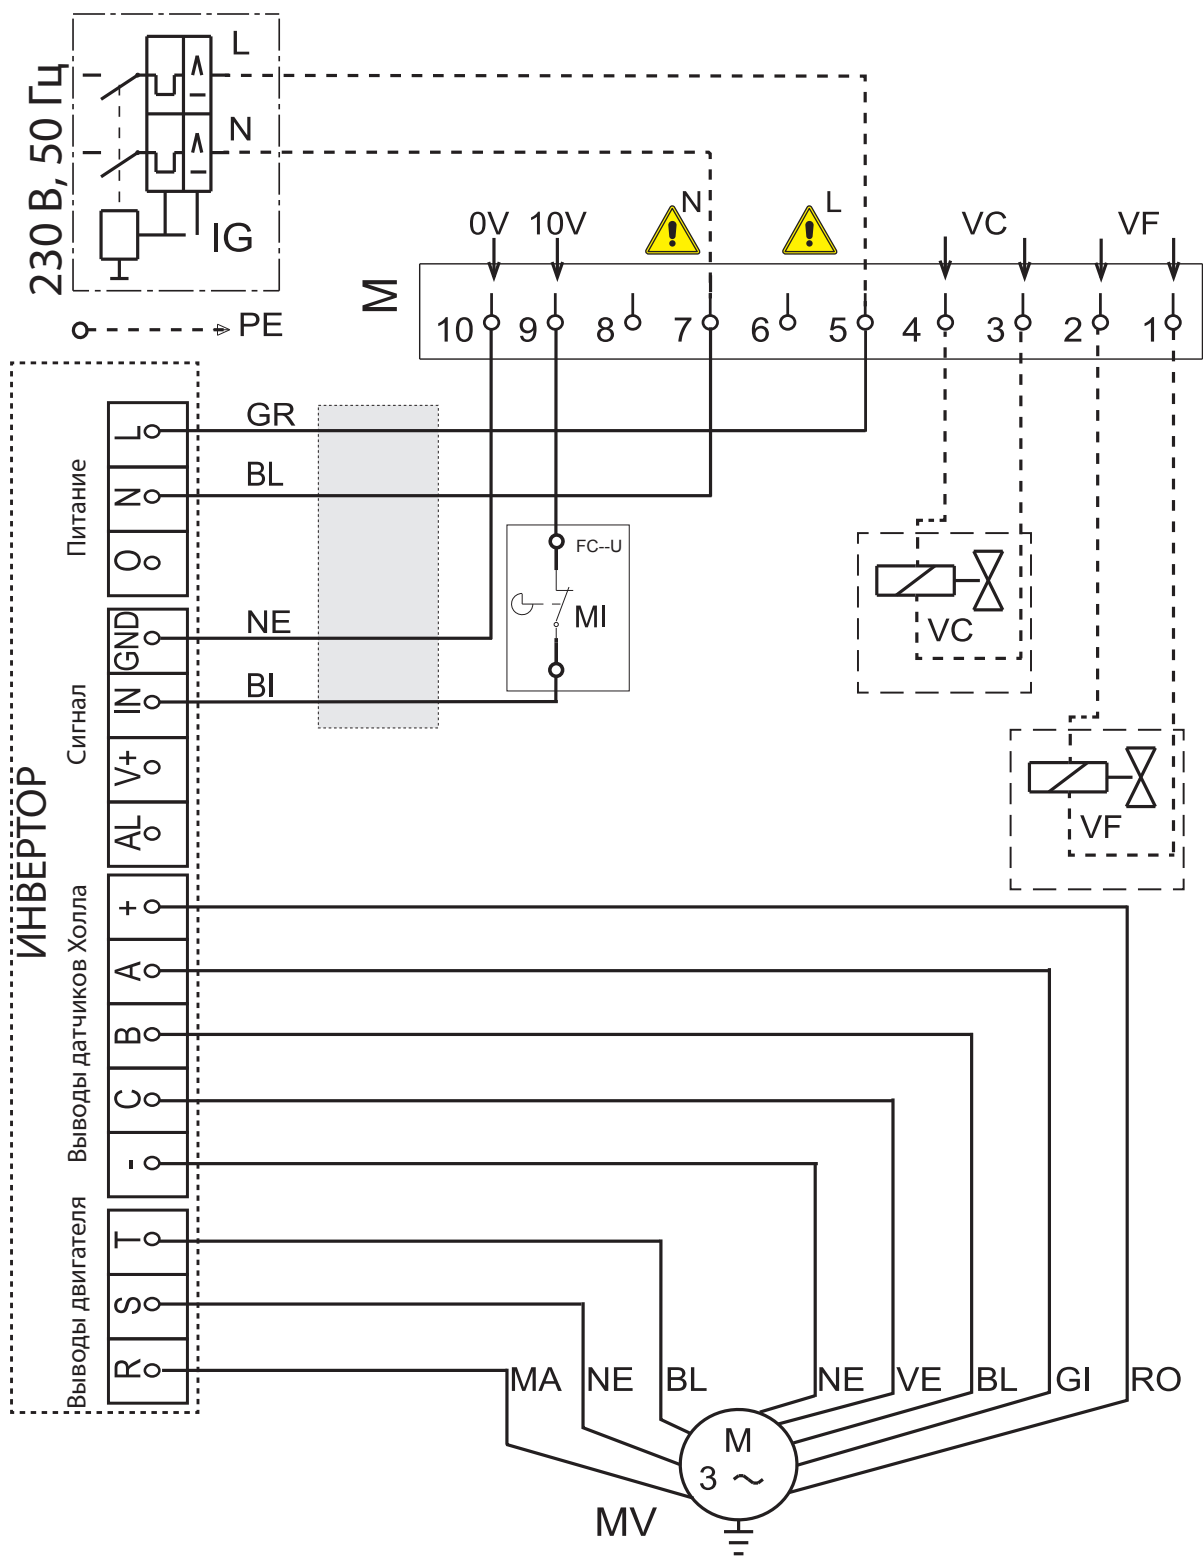 230 В, 50 Гц
L
N
IG
PE
0V 10V N L VC VF
M
10 9 8 7 6 5 4 3 2 1
ИНВЕРТОР
Питание
L
N
O
GR
BL
Сигнал
GND
IN
V+
AL
NE
BI
FC--U
MI
VC
VF
Выводы датчиков Холла
+
A
B
C
-
Выводы двигателя
T
S
R
MA NE BL NE VE BL GI RO
M
3 ~
MV